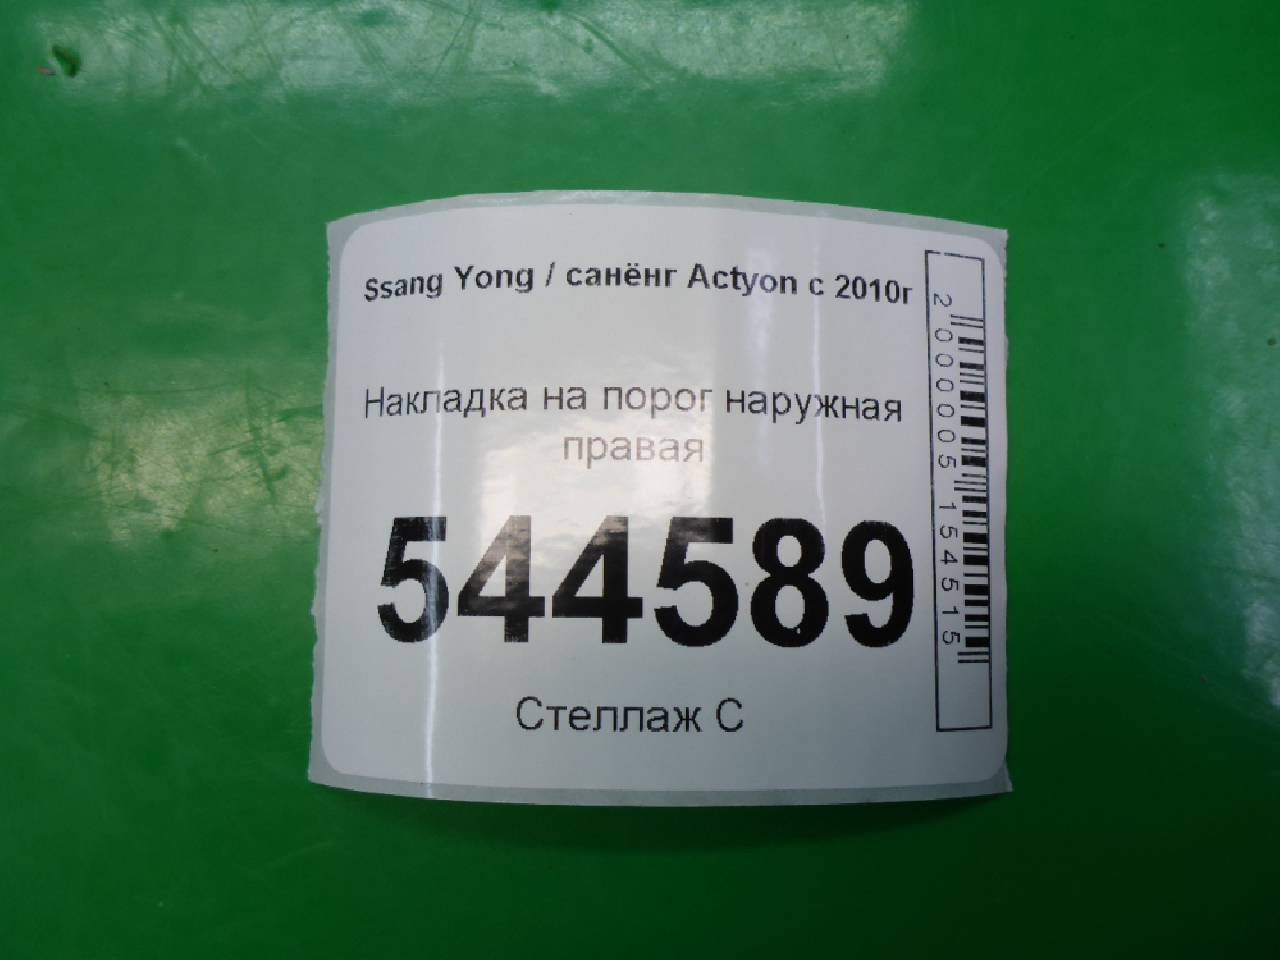 Ssang Yong / санёнг Actyon с 2010г
Накладка на порог наружная
правая
544589
Стеллаж С
2000005154515